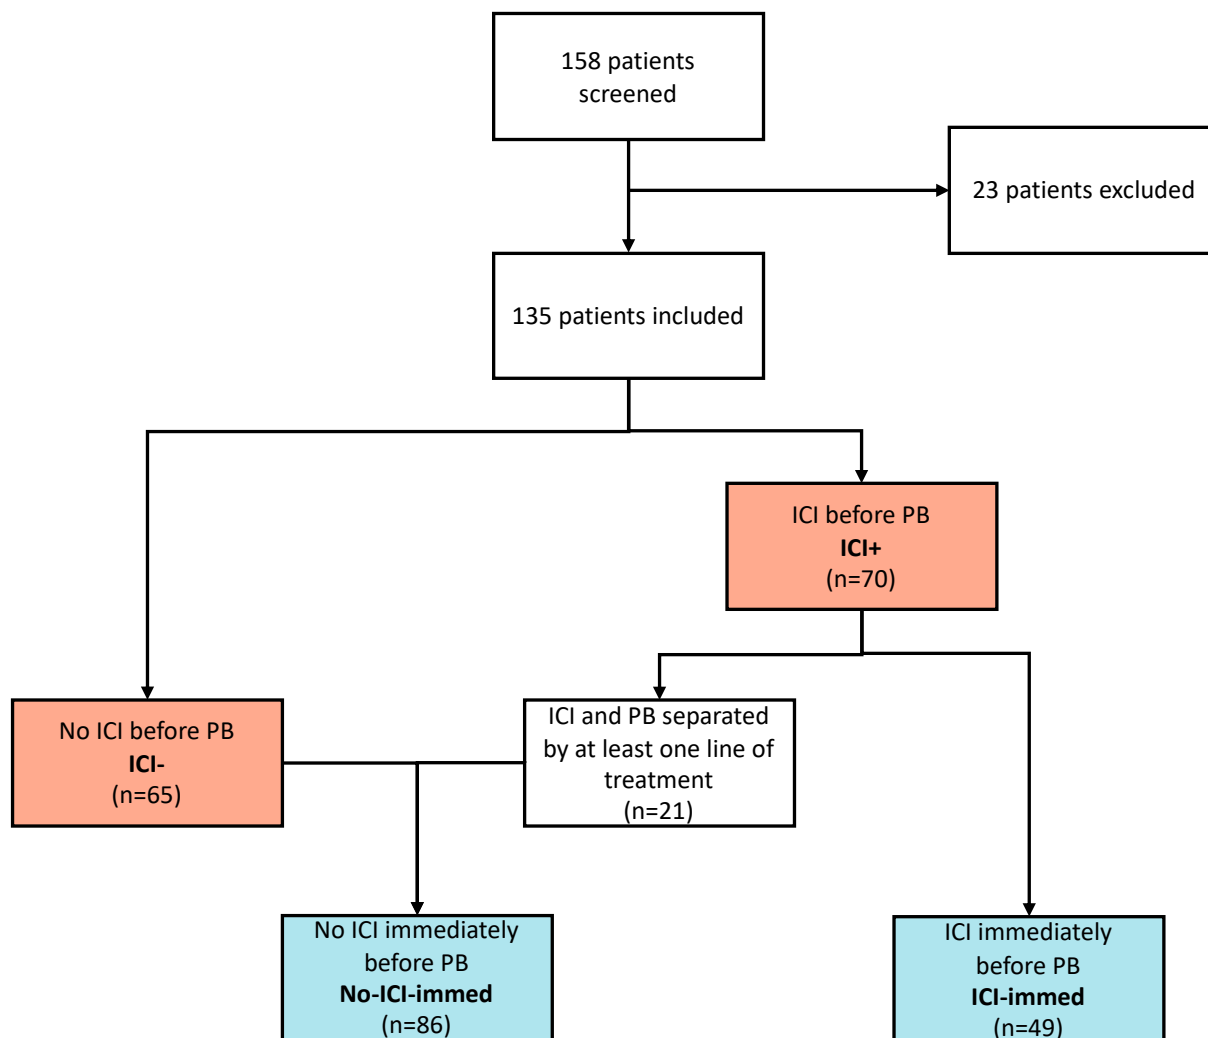 158 patients
screened
23 patients excluded
135 patients included
ICI before PB
ICI+
(n=70)
No ICI before PB
ICI-
(n=65)
ICI and PB separated
by at least one line of
treatment
(n=21)
No ICI immediately
before PB
No-ICI-immed
(n=86)
ICI immediately
before PB
ICI-immed
(n=49)